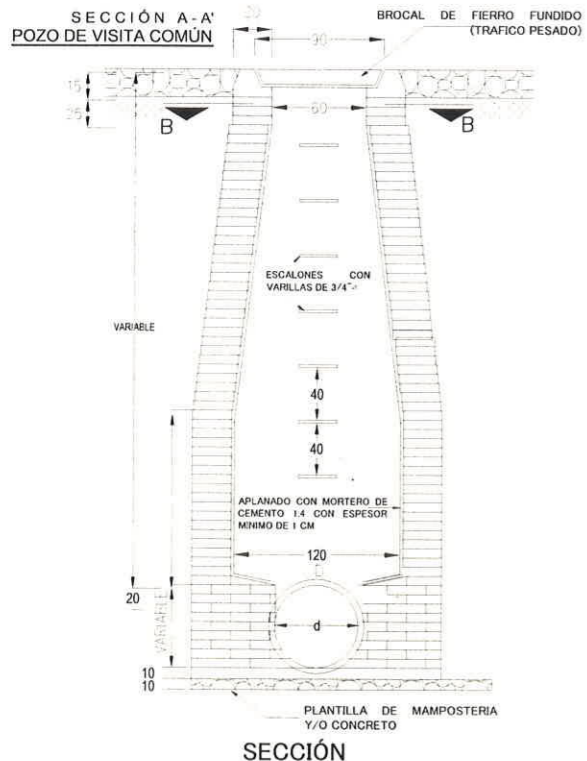 SECCIÓN A-A'
POZO DE VISITA COMÚN
BROCAL DE FIERRO FUNDIDO
(TRAFICO PESADO)
90
15
60
B
B
ESCALONES CON
VARILLAS DE 3/4"
VARIABLE
40
40
APLANADO CON MORTERO DE
CEMENTO 1:4 CON ESPESOR
MINIMO DE 1 CM
120
20
VARIABLE
d
10
10
PLANTILLA DE MAMPOSTERIA
Y/O CONCRETO
SECCIÓN